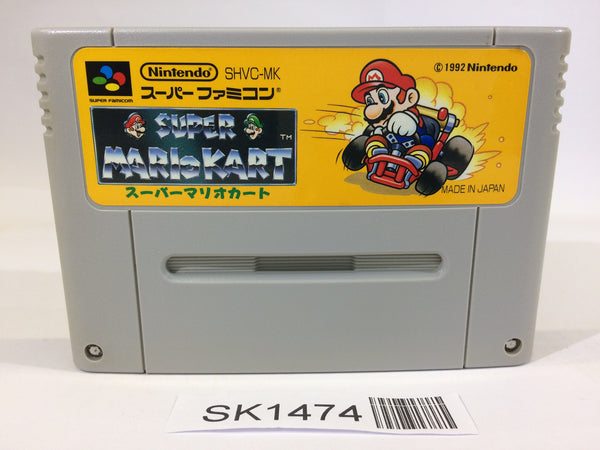 Nintendo SHVC-MK
SUPER FAMICOM
スーパーファミコン®
© 1992 Nintendo
SUPER
MARIO KART ™
スーパーマリオカート
MADE IN JAPAN
SK1474